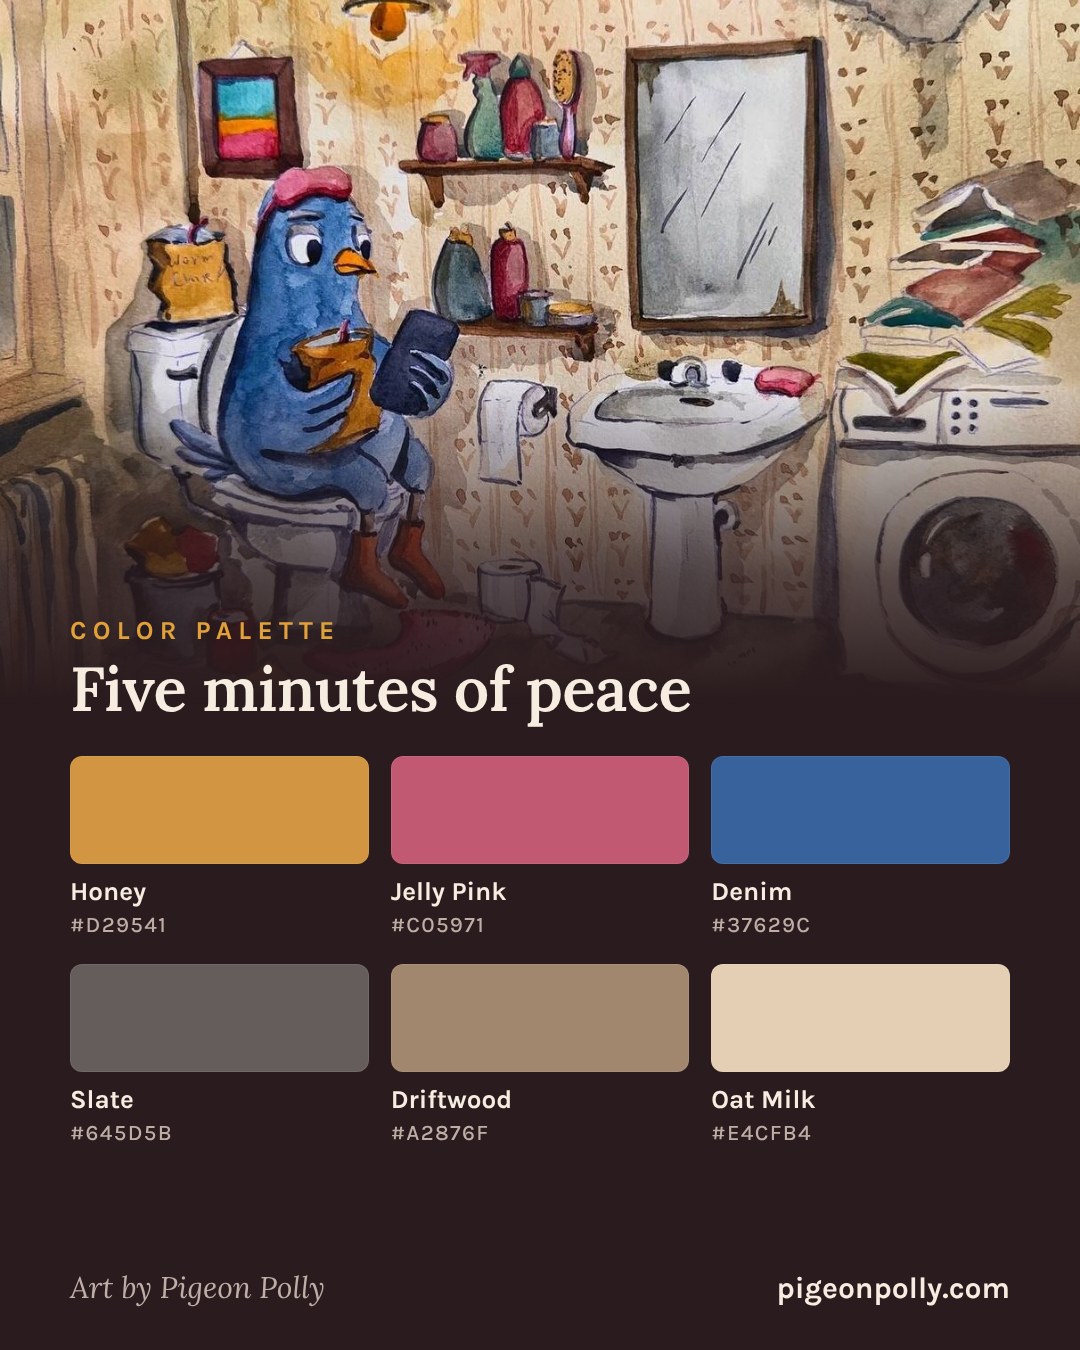 COLOR PALETTE
Five minutes of peace
Honey
#D29541
Jelly Pink
#C05971
Denim
#37629C
Slate
#645D5B
Driftwood
#A2876F
Oat Milk
#E4CFB4
Art by Pigeon Polly
pigeonpolly.com